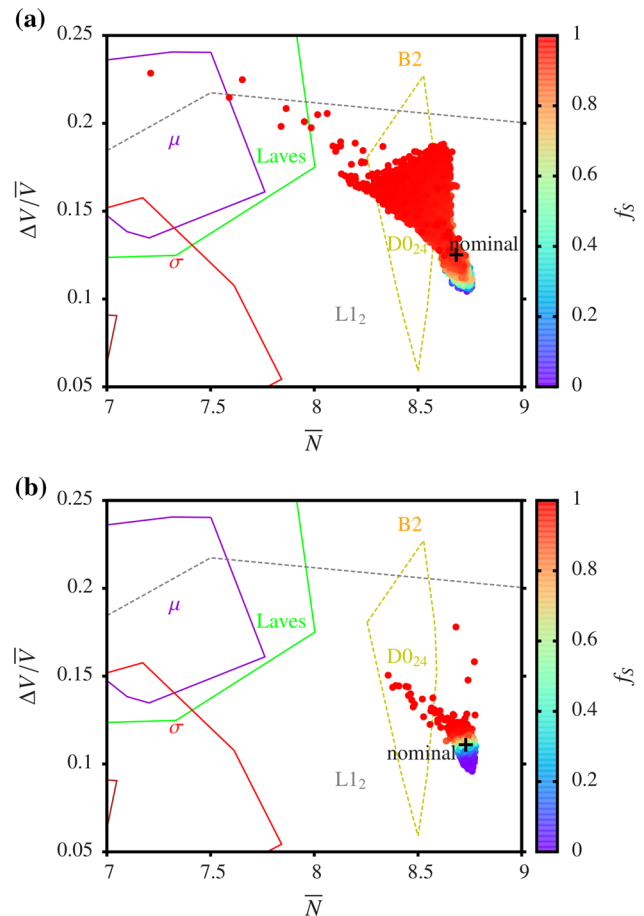 (a)
0.25
0.2
0.15
0.1
0.05
ΔV/V̅
B2
μ
Laves
nominal
D0₂₄
σ
L1₂
7
7.5
8
8.5
9
N̅
1
0.8
0.6
0.4
0.2
0
f_S
(b)
0.25
0.2
0.15
0.1
0.05
ΔV/V̅
B2
μ
Laves
D0₂₄
σ
nominal
L1₂
7
7.5
8
8.5
9
N̅
1
0.8
0.6
0.4
0.2
0
f_S